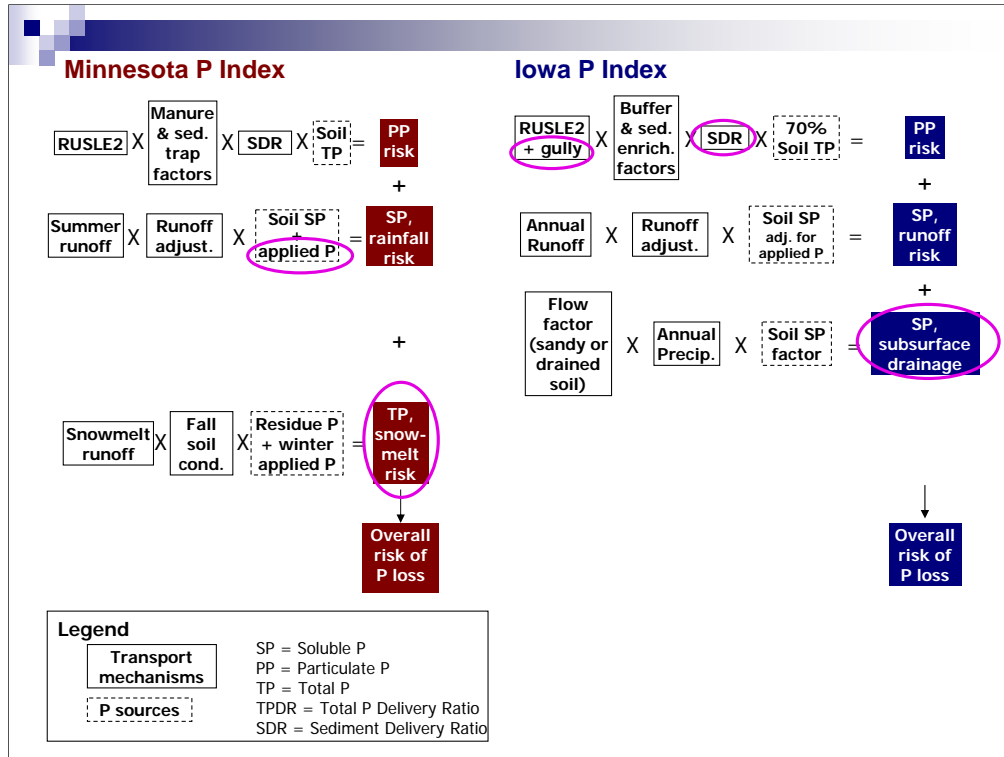 Minnesota P Index
RUSLE2 X Manure & sed. trap factors X SDR X Soil TP = PP risk
+
Summer runoff X Runoff adjust. X Soil SP + applied P = SP, rainfall risk
+
Snowmelt runoff X Fall soil cond. X Residue P + winter applied P = TP, snow-melt risk
Overall risk of P loss
Iowa P Index
RUSLE2 + gully X Buffer & sed. enrich. factors X SDR X 70% Soil TP = PP risk
+
Annual Runoff X Runoff adjust. X Soil SP adj. for applied P = SP, runoff risk
+
Flow factor (sandy or drained soil) X Annual Precip. X Soil SP factor = SP, subsurface drainage
Overall risk of P loss
Legend
Transport mechanisms
P sources
SP = Soluble P
PP = Particulate P
TP = Total P
TPDR = Total P Delivery Ratio
SDR = Sediment Delivery Ratio